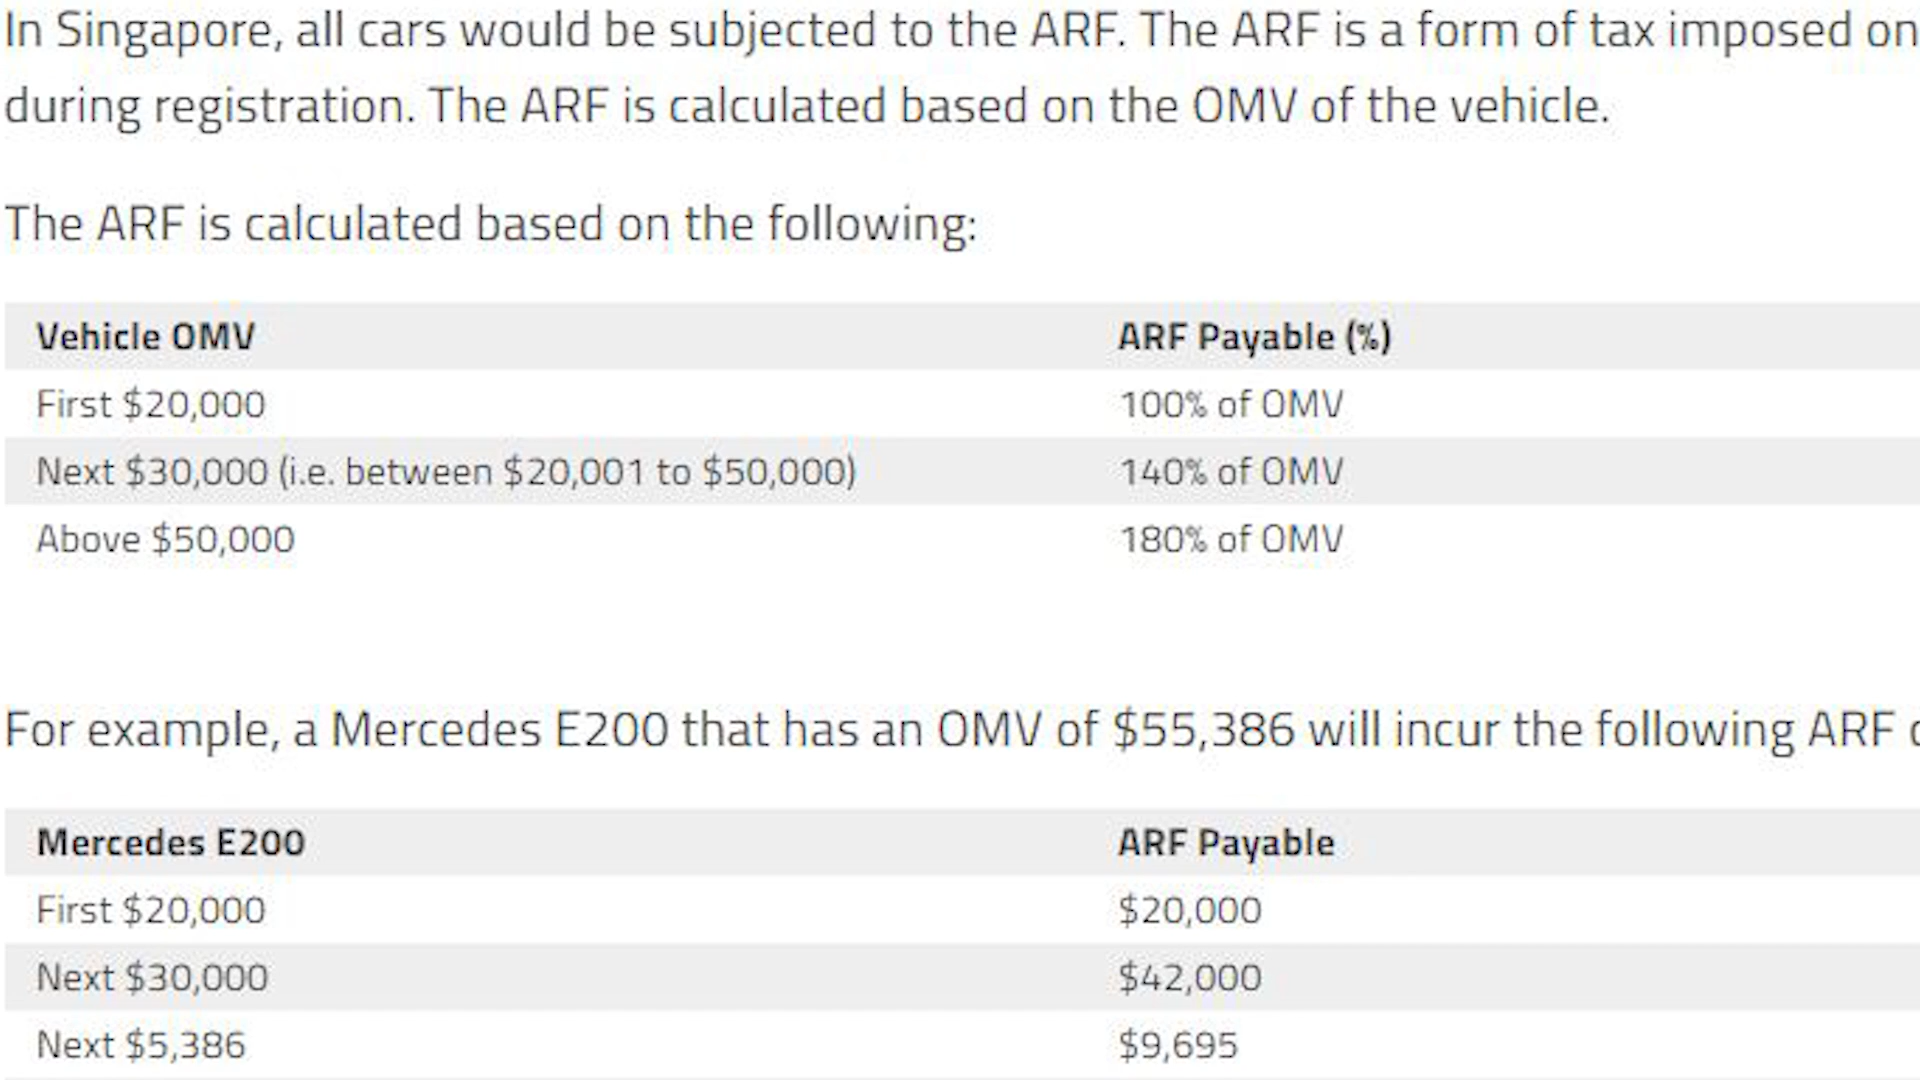 In Singapore, all cars would be subjected to the ARF. The ARF is a form of tax imposed on
during registration. The ARF is calculated based on the OMV of the vehicle.
The ARF is calculated based on the following:
Vehicle OMV ARF Payable (%)
First $20,000 100% of OMV
Next $30,000 (i.e. between $20,001 to $50,000) 140% of OMV
Above $50,000 180% of OMV
For example, a Mercedes E200 that has an OMV of $55,386 will incur the following ARF
Mercedes E200 ARF Payable
First $20,000 $20,000
Next $30,000 $42,000
Next $5,386 $9,695